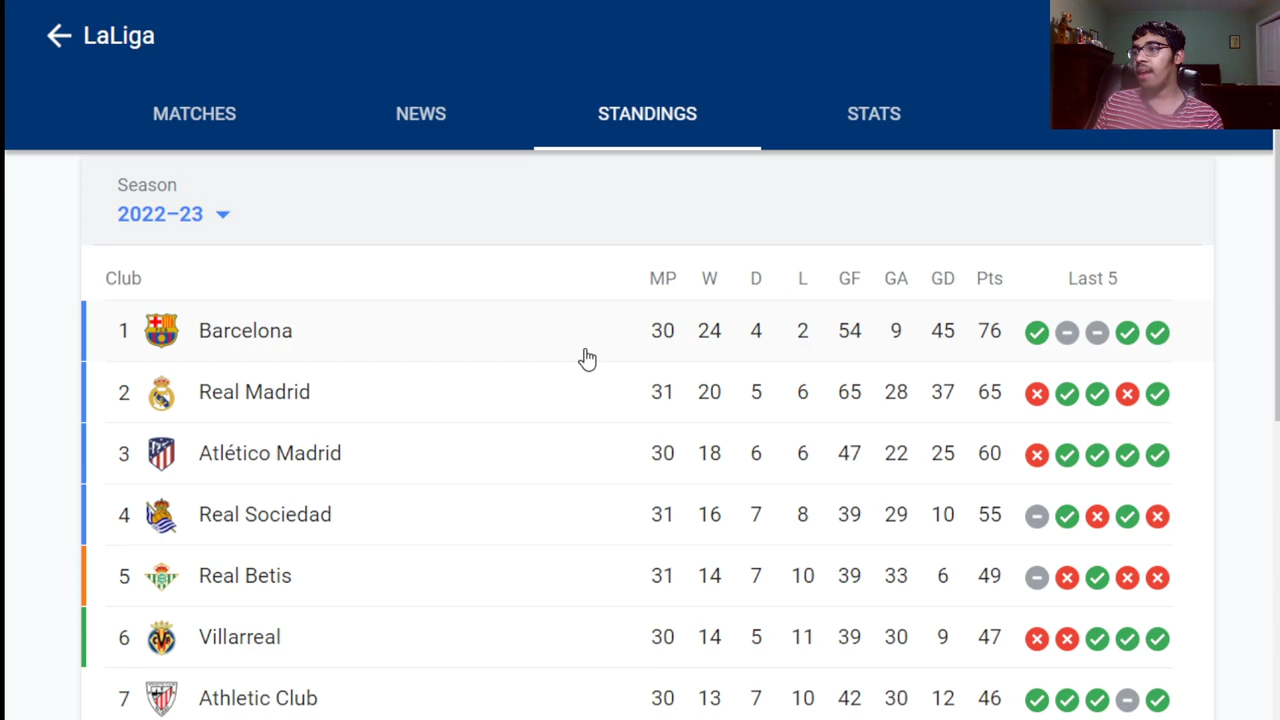 LaLiga
MATCHES NEWS STANDINGS STATS
Season
2022–23
Club MP W D L GF GA GD Pts Last 5
1 Barcelona 30 24 4 2 54 9 45 76
2 Real Madrid 31 20 5 6 65 28 37 65
3 Atlético Madrid 30 18 6 6 47 22 25 60
4 Real Sociedad 31 16 7 8 39 29 10 55
5 Real Betis 31 14 7 10 39 33 6 49
6 Villarreal 30 14 5 11 39 30 9 47
7 Athletic Club 30 13 7 10 42 30 12 46